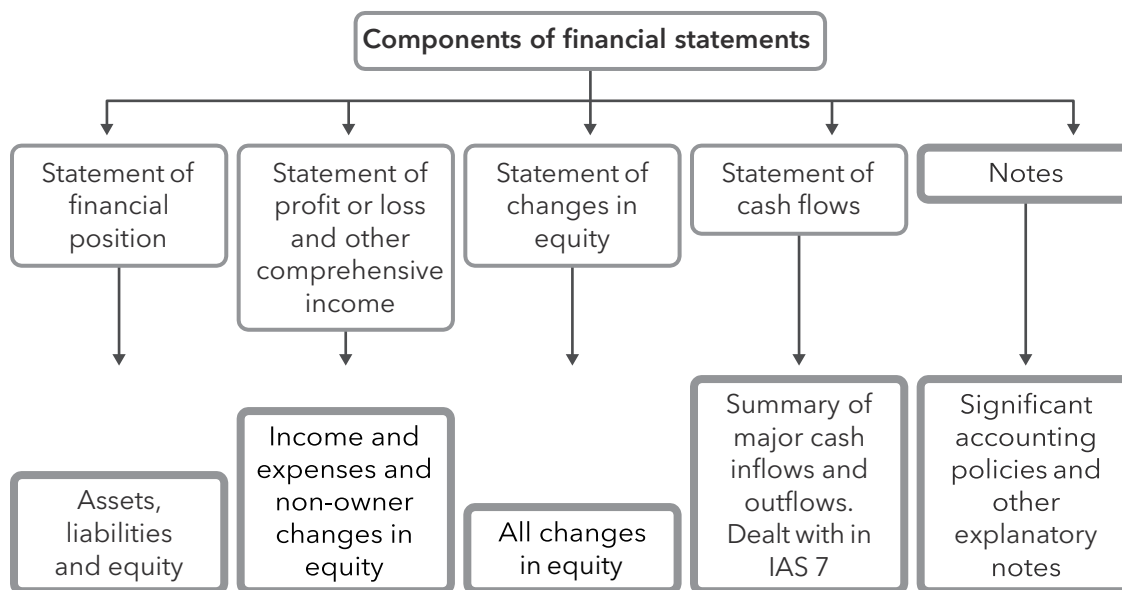 Components of financial statements
Statement of
financial
position
Statement of
profit or loss
and other
comprehensive
income
Statement of
changes in
equity
Statement of
cash flows
Notes
Assets,
liabilities
and equity
Income and
expenses and
non-owner
changes in
equity
All changes
in equity
Summary of
major cash
inflows and
outflows.
Dealt with in
IAS 7
Significant
accounting
policies and
other
explanatory
notes